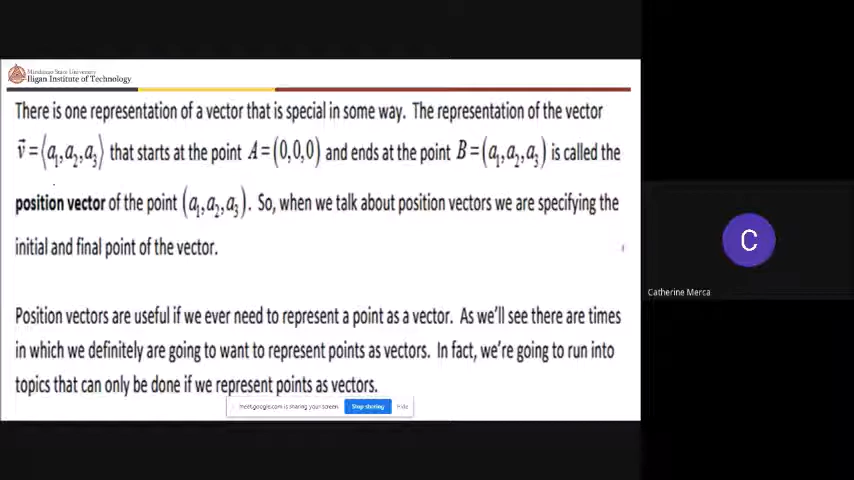 Mindanao State University
Iligan Institute of Technology
There is one representation of a vector that is special in some way. The representation of the vector
v⃗ = ⟨a₁,a₂,a₃⟩ that starts at the point A = (0,0,0) and ends at the point B = (a₁,a₂,a₃) is called the
position vector of the point (a₁,a₂,a₃). So, when we talk about position vectors we are specifying the
initial and final point of the vector.
Position vectors are useful if we ever need to represent a point as a vector. As we'll see there are times
in which we definitely are going to want to represent points as vectors. In fact, we're going to run into
topics that can only be done if we represent points as vectors.
meet.google.com is sharing your screen. Stop sharing Hide
C
Catherine Merca